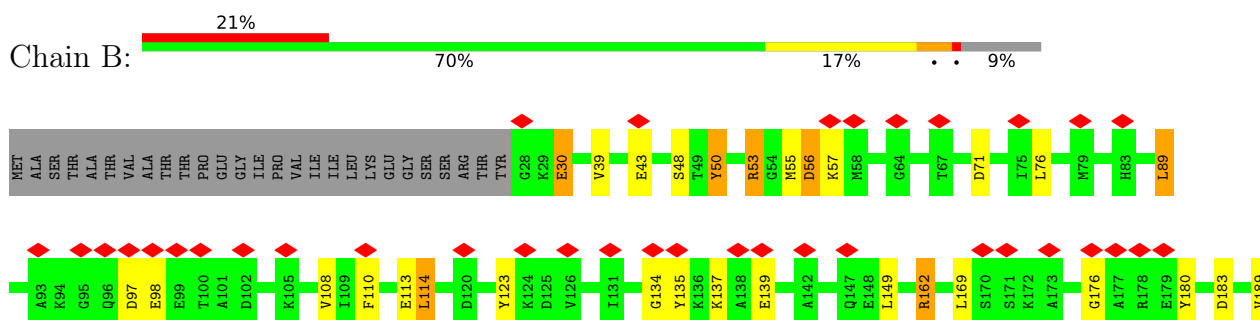 21%
Chain B:
70% 17% • • 9%
MET ALA SER THR ALA THR VAL ALA THR THR PRO GLU GLY ILE PRO VAL ILE ILE LEU LYS GLU GLY SER SER ARG THR TYR G28 K29 E30 V39 E43 S48 T49 Y50 R53 G54 M55 D56 K57 M58 G64 T67 D71 I75 L76 M79 H83 L89
A93 K94 G95 Q96 D97 E98 E99 T100 A101 D102 K105 V108 I109 F110 E113 L114 D120 Y123 K124 D125 V126 I131 G134 Y135 K136 K137 A138 E139 A142 Q147 E148 L149 R162 L169 S170 S171 K172 A173 G176 A177 R178 E179 Y180 D183